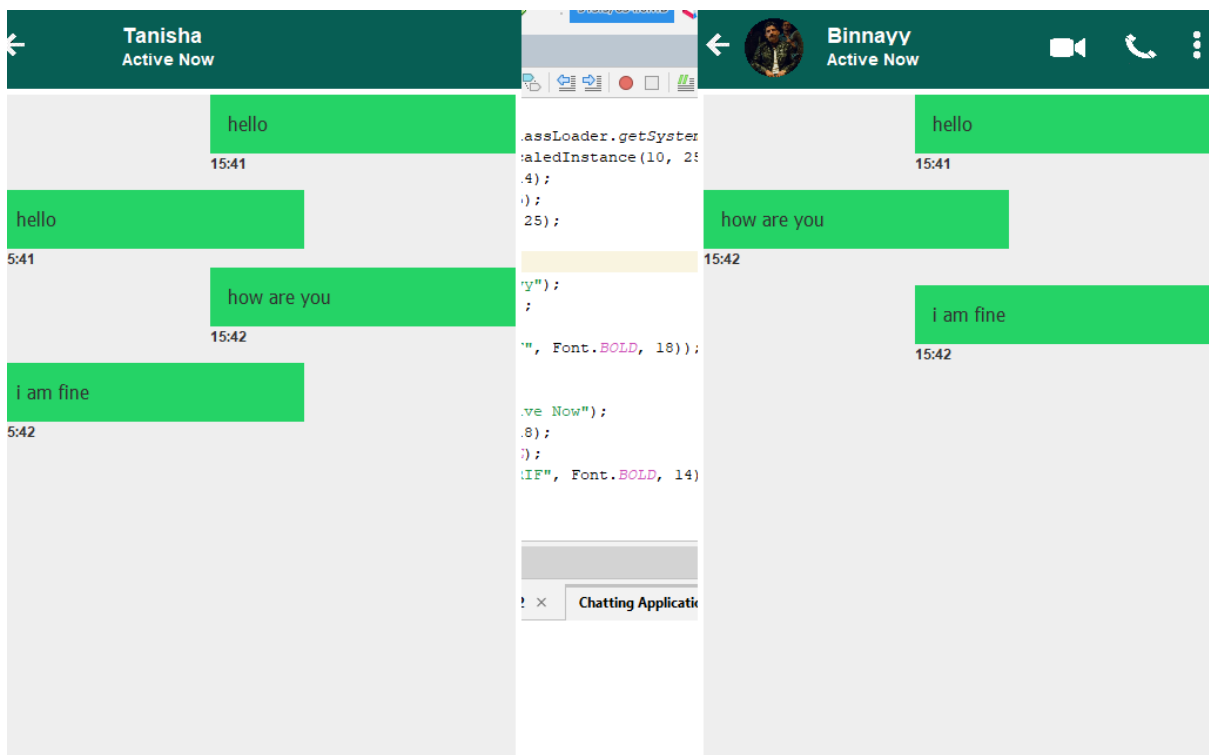 Tanisha
Active Now
hello
15:41
hello
5:41
how are you
15:42
i am fine
5:42
.assLoader.getSyster
:aledInstance(10, 25
.4);
);
25);
'y");
;
", Font.BOLD, 18));
.ve Now");
.8);
);
:IF", Font.BOLD, 14)
2 ×
Chatting Applicatio
Binnayy
Active Now
hello
15:41
how are you
15:42
i am fine
15:42